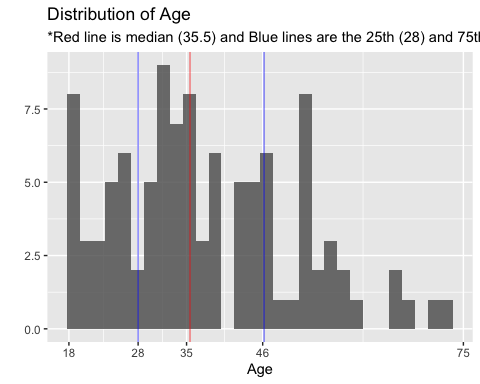 Distribution of Age
*Red line is median (35.5) and Blue lines are the 25th (28) and
7.5
5.0
2.5
0.0
18 28 35 46 75
Age